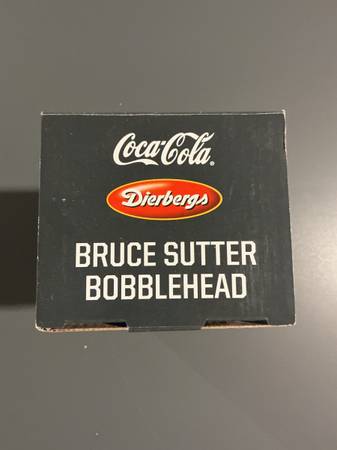 Coca-Cola
Dierbergs
BRUCE SUTTER
BOBBLEHEAD